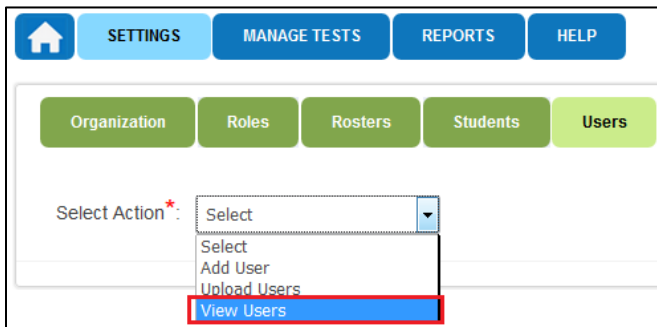 SETTINGS MANAGE TESTS REPORTS HELP
Organization Roles Rosters Students Users
Select Action*: Select
Select
Add User
Upload Users
View Users